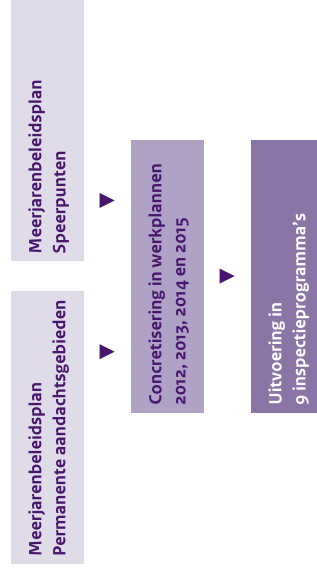 Meerjarenbeleidsplan
Permanente aandachtsgebieden
Meerjarenbeleidsplan
Speerpunten
Concretisering in werkplannen
2012, 2013, 2014 en 2015
Uitvoering in
9 inspectieprogramma's